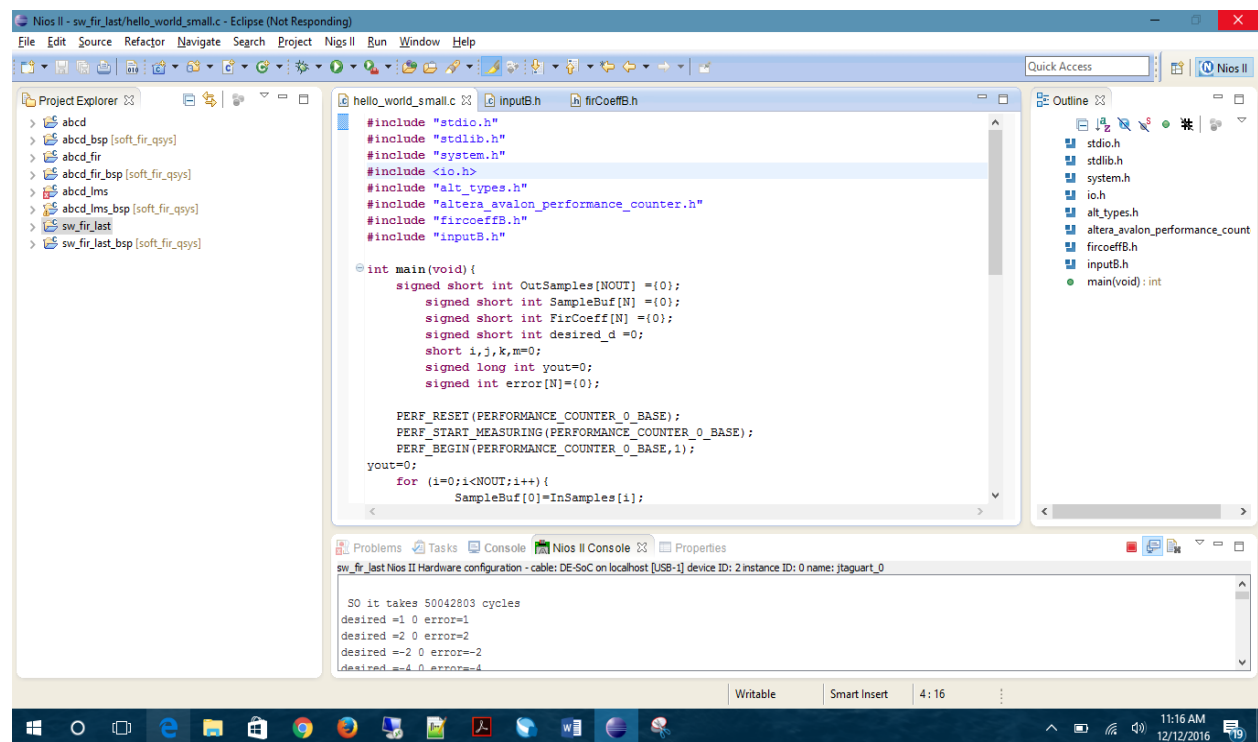 Nios II - sw_fir_last/hello_world_small.c - Eclipse (Not Responding)
File Edit Source Refactor Navigate Search Project Nios II Run Window Help
Quick Access
Nios II
Project Explorer
abcd
abcd_bsp [soft_fir_qsys]
abcd_fir
abcd_fir_bsp [soft_fir_qsys]
abcd_lms
abcd_lms_bsp [soft_fir_qsys]
sw_fir_last
sw_fir_last_bsp [soft_fir_qsys]
hello_world_small.c inputB.h firCoeffB.h
#include "stdio.h"
#include "stdlib.h"
#include "system.h"
#include <io.h>
#include "alt_types.h"
#include "altera_avalon_performance_counter.h"
#include "fircoeffB.h"
#include "inputB.h"
int main(void){
signed short int OutSamples[NOUT] ={0};
signed short int SampleBuf[N] ={0};
signed short int FirCoeff[N] ={0};
signed short int desired_d =0;
short i,j,k,m=0;
signed long int yout=0;
signed int error[N]={0};
PERF_RESET(PERFORMANCE_COUNTER_0_BASE);
PERF_START_MEASURING(PERFORMANCE_COUNTER_0_BASE);
PERF_BEGIN(PERFORMANCE_COUNTER_0_BASE,1);
yout=0;
for (i=0;i<NOUT;i++){
SampleBuf[0]=InSamples[i];
Outline
stdio.h
stdlib.h
system.h
io.h
alt_types.h
altera_avalon_performance_count
fircoeffB.h
inputB.h
main(void) : int
Problems Tasks Console Nios II Console Properties
sw_fir_last Nios II Hardware configuration - cable: DE-SoC on localhost [USB-1] device ID: 2 instance ID: 0 name: jtaguart_0
SO it takes 50042803 cycles
desired =1 0 error=1
desired =2 0 error=2
desired =-2 0 error=-2
desired =-4 0 error=-4
Writable Smart Insert 4 : 16
11:16 AM
12/12/2016
19